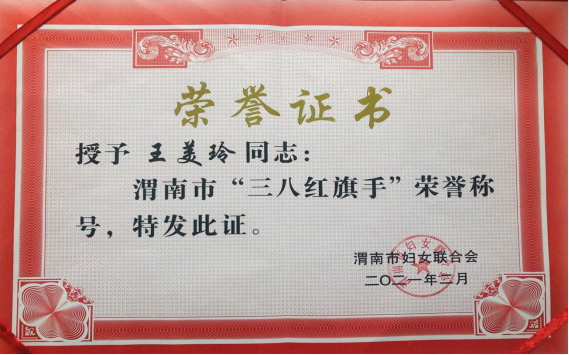 荣誉证书
授予 王美玲 同志：
渭南市“三八红旗手”荣誉称
号，特发此证。
渭南市妇女联合会
二〇二一年二月